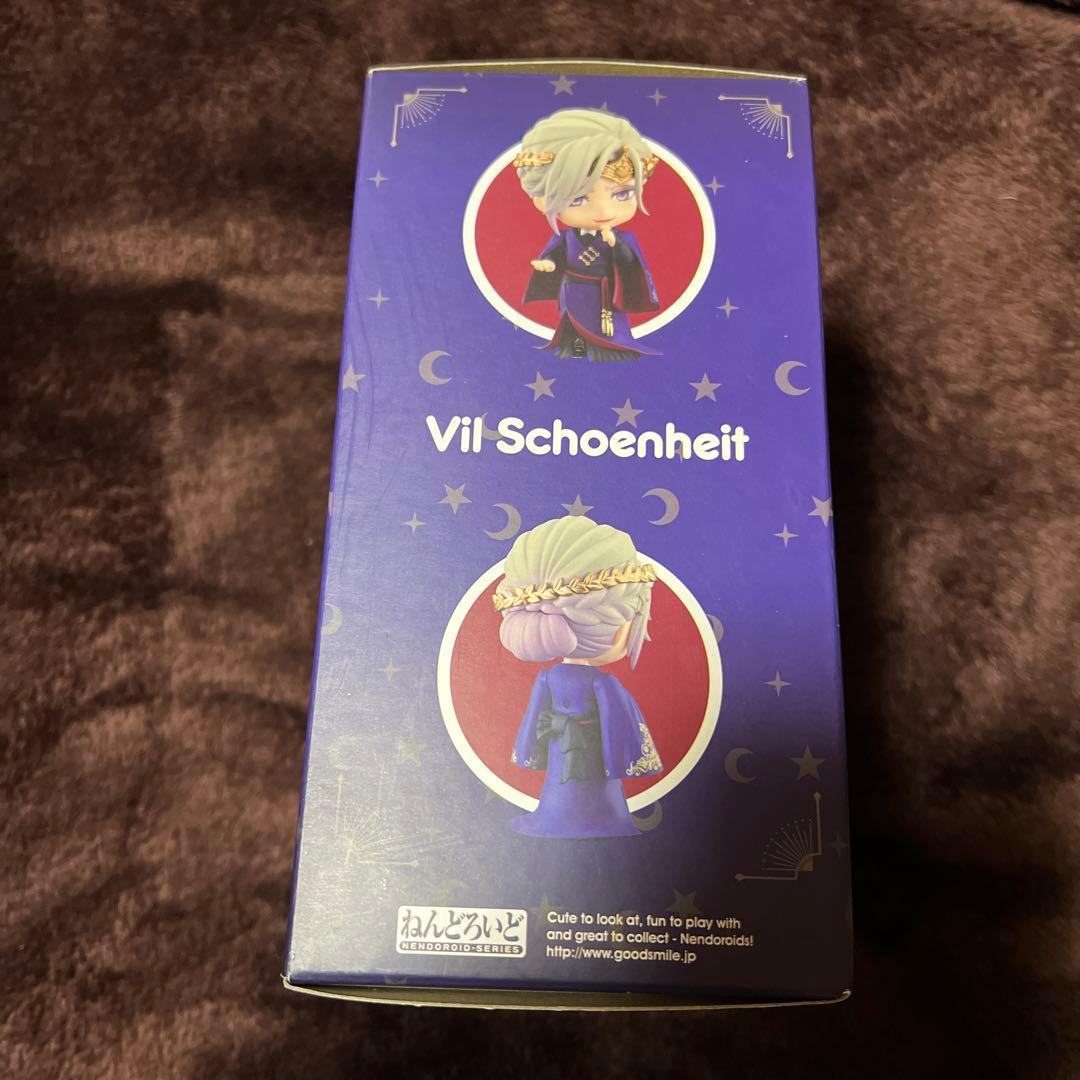 Vil Schoenheit
ねんどろいど
NENDOROID-SERIES
Cute to look at, fun to play with
and great to collect - Nendoroids!
http://www.goodsmile.jp